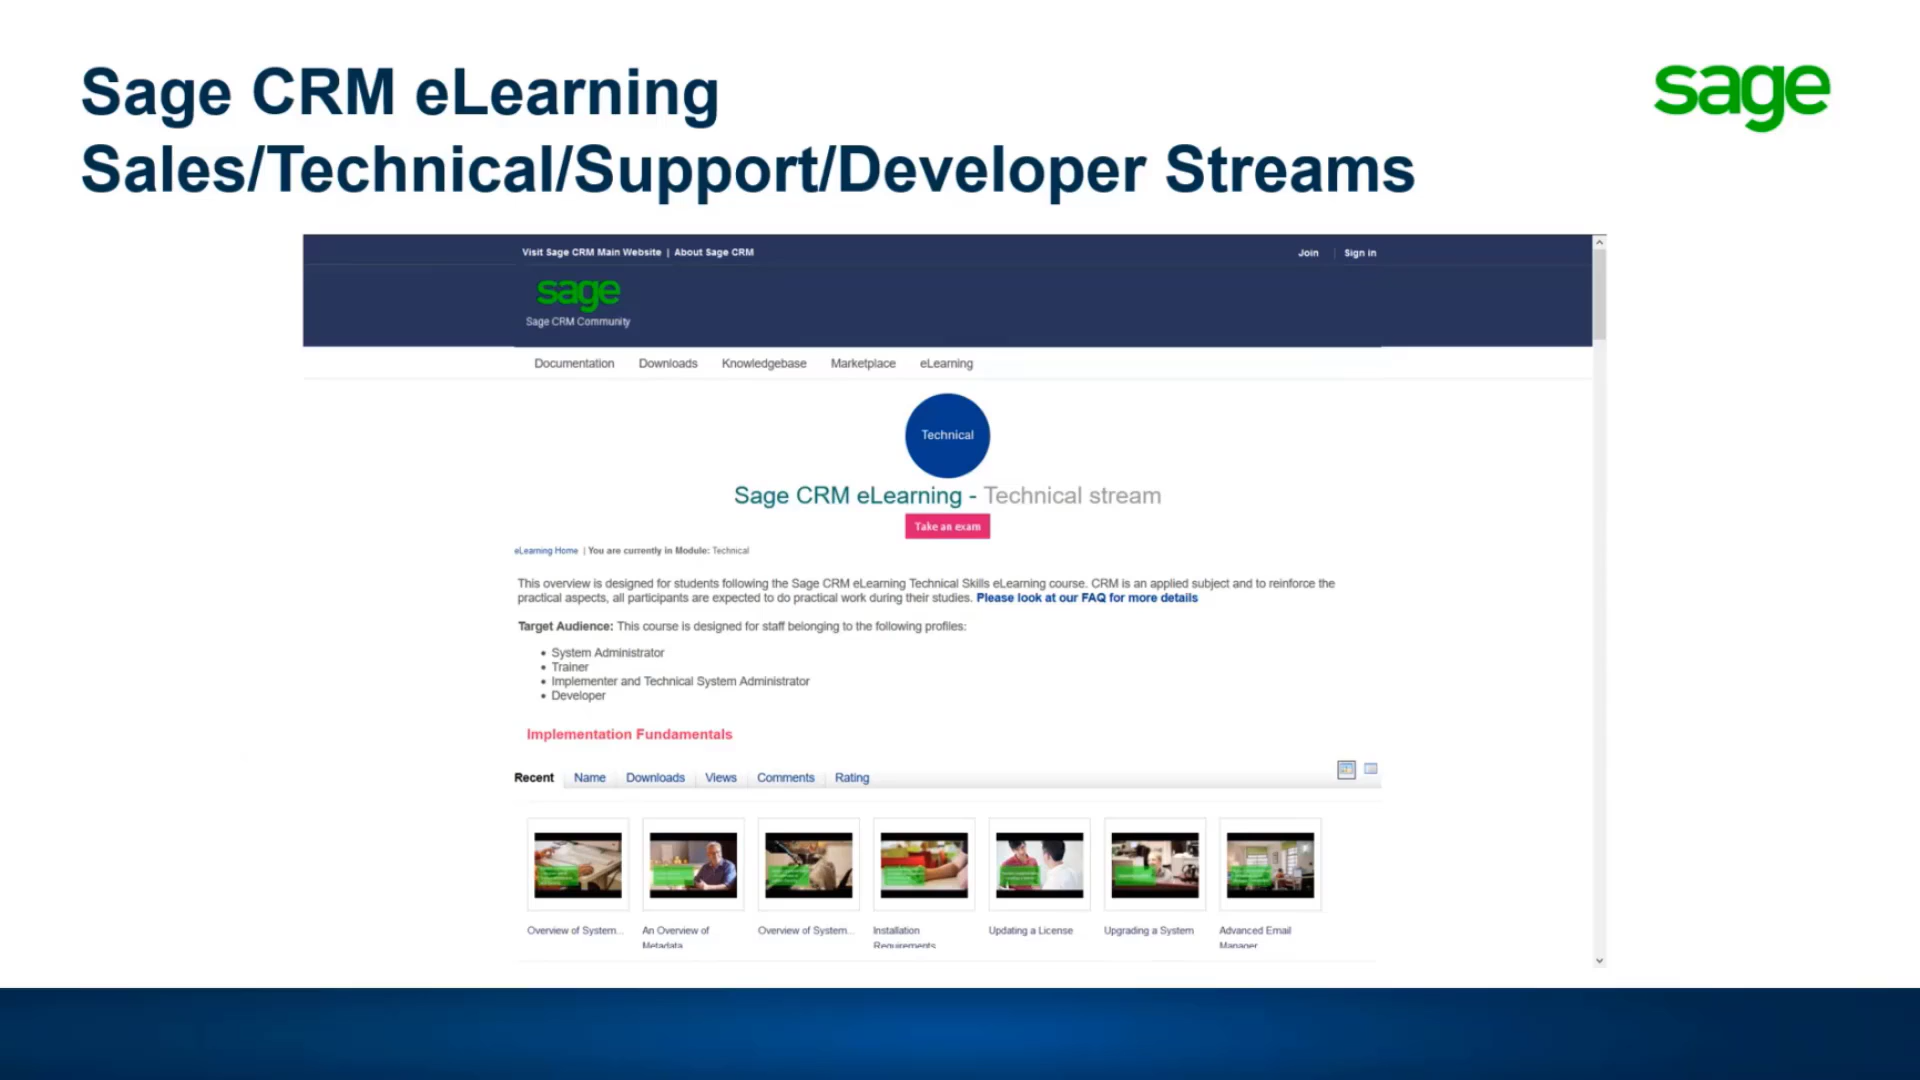 Sage CRM eLearning
Sales/Technical/Support/Developer Streams
sage
Visit Sage CRM Main Website | About Sage CRM
Join | Sign in
sage
Sage CRM Community
Documentation Downloads Knowledgebase Marketplace eLearning
Technical
Sage CRM eLearning - Technical stream
Take an exam
eLearning Home | You are currently in Module: Technical
This overview is designed for students following the Sage CRM eLearning Technical Skills eLearning course. CRM is an applied subject and to reinforce the
practical aspects, all participants are expected to do practical work during their studies. Please look at our FAQ for more details
Target Audience: This course is designed for staff belonging to the following profiles:
• System Administrator
• Trainer
• Implementer and Technical System Administrator
• Developer
Implementation Fundamentals
Recent Name Downloads Views Comments Rating
Overview of System...
An Overview of
Metadata
Overview of System...
Installation
Requirements
Updating a License
Upgrading a System
Advanced Email
Manager